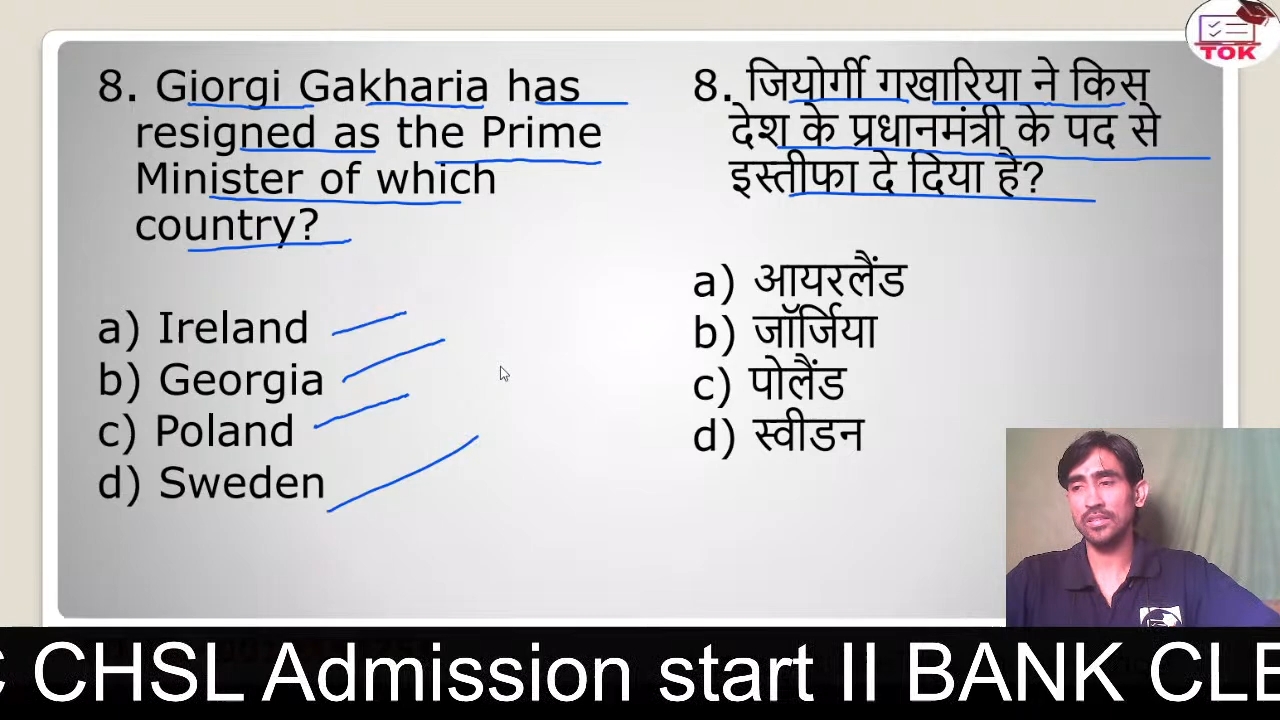 TOK
8. Giorgi Gakharia has
resigned as the Prime
Minister of which
country?
a) Ireland
b) Georgia
c) Poland
d) Sweden
8. जियोर्गी गखारिया ने किस
देश के प्रधानमंत्री के पद से
इस्तीफा दे दिया है?
a) आयरलैंड
b) जॉर्जिया
c) पोलैंड
d) स्वीडन
C CHSL Admission start II BANK CLE